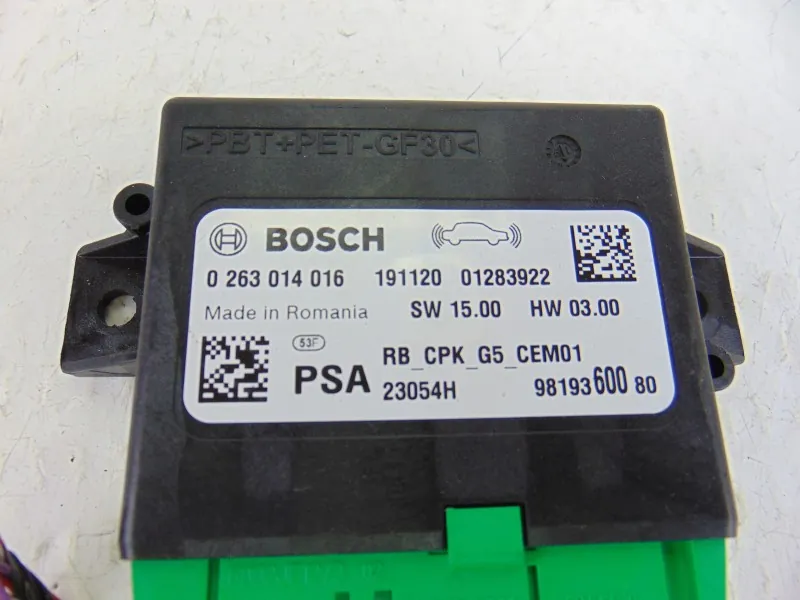 >PBT+PET-GF30<
BOSCH
0 263 014 016 191120 01283922
Made in Romania SW 15.00 HW 03.00
53F
PSA RB_CPK_G5_CEM01
23054H 98193600 80